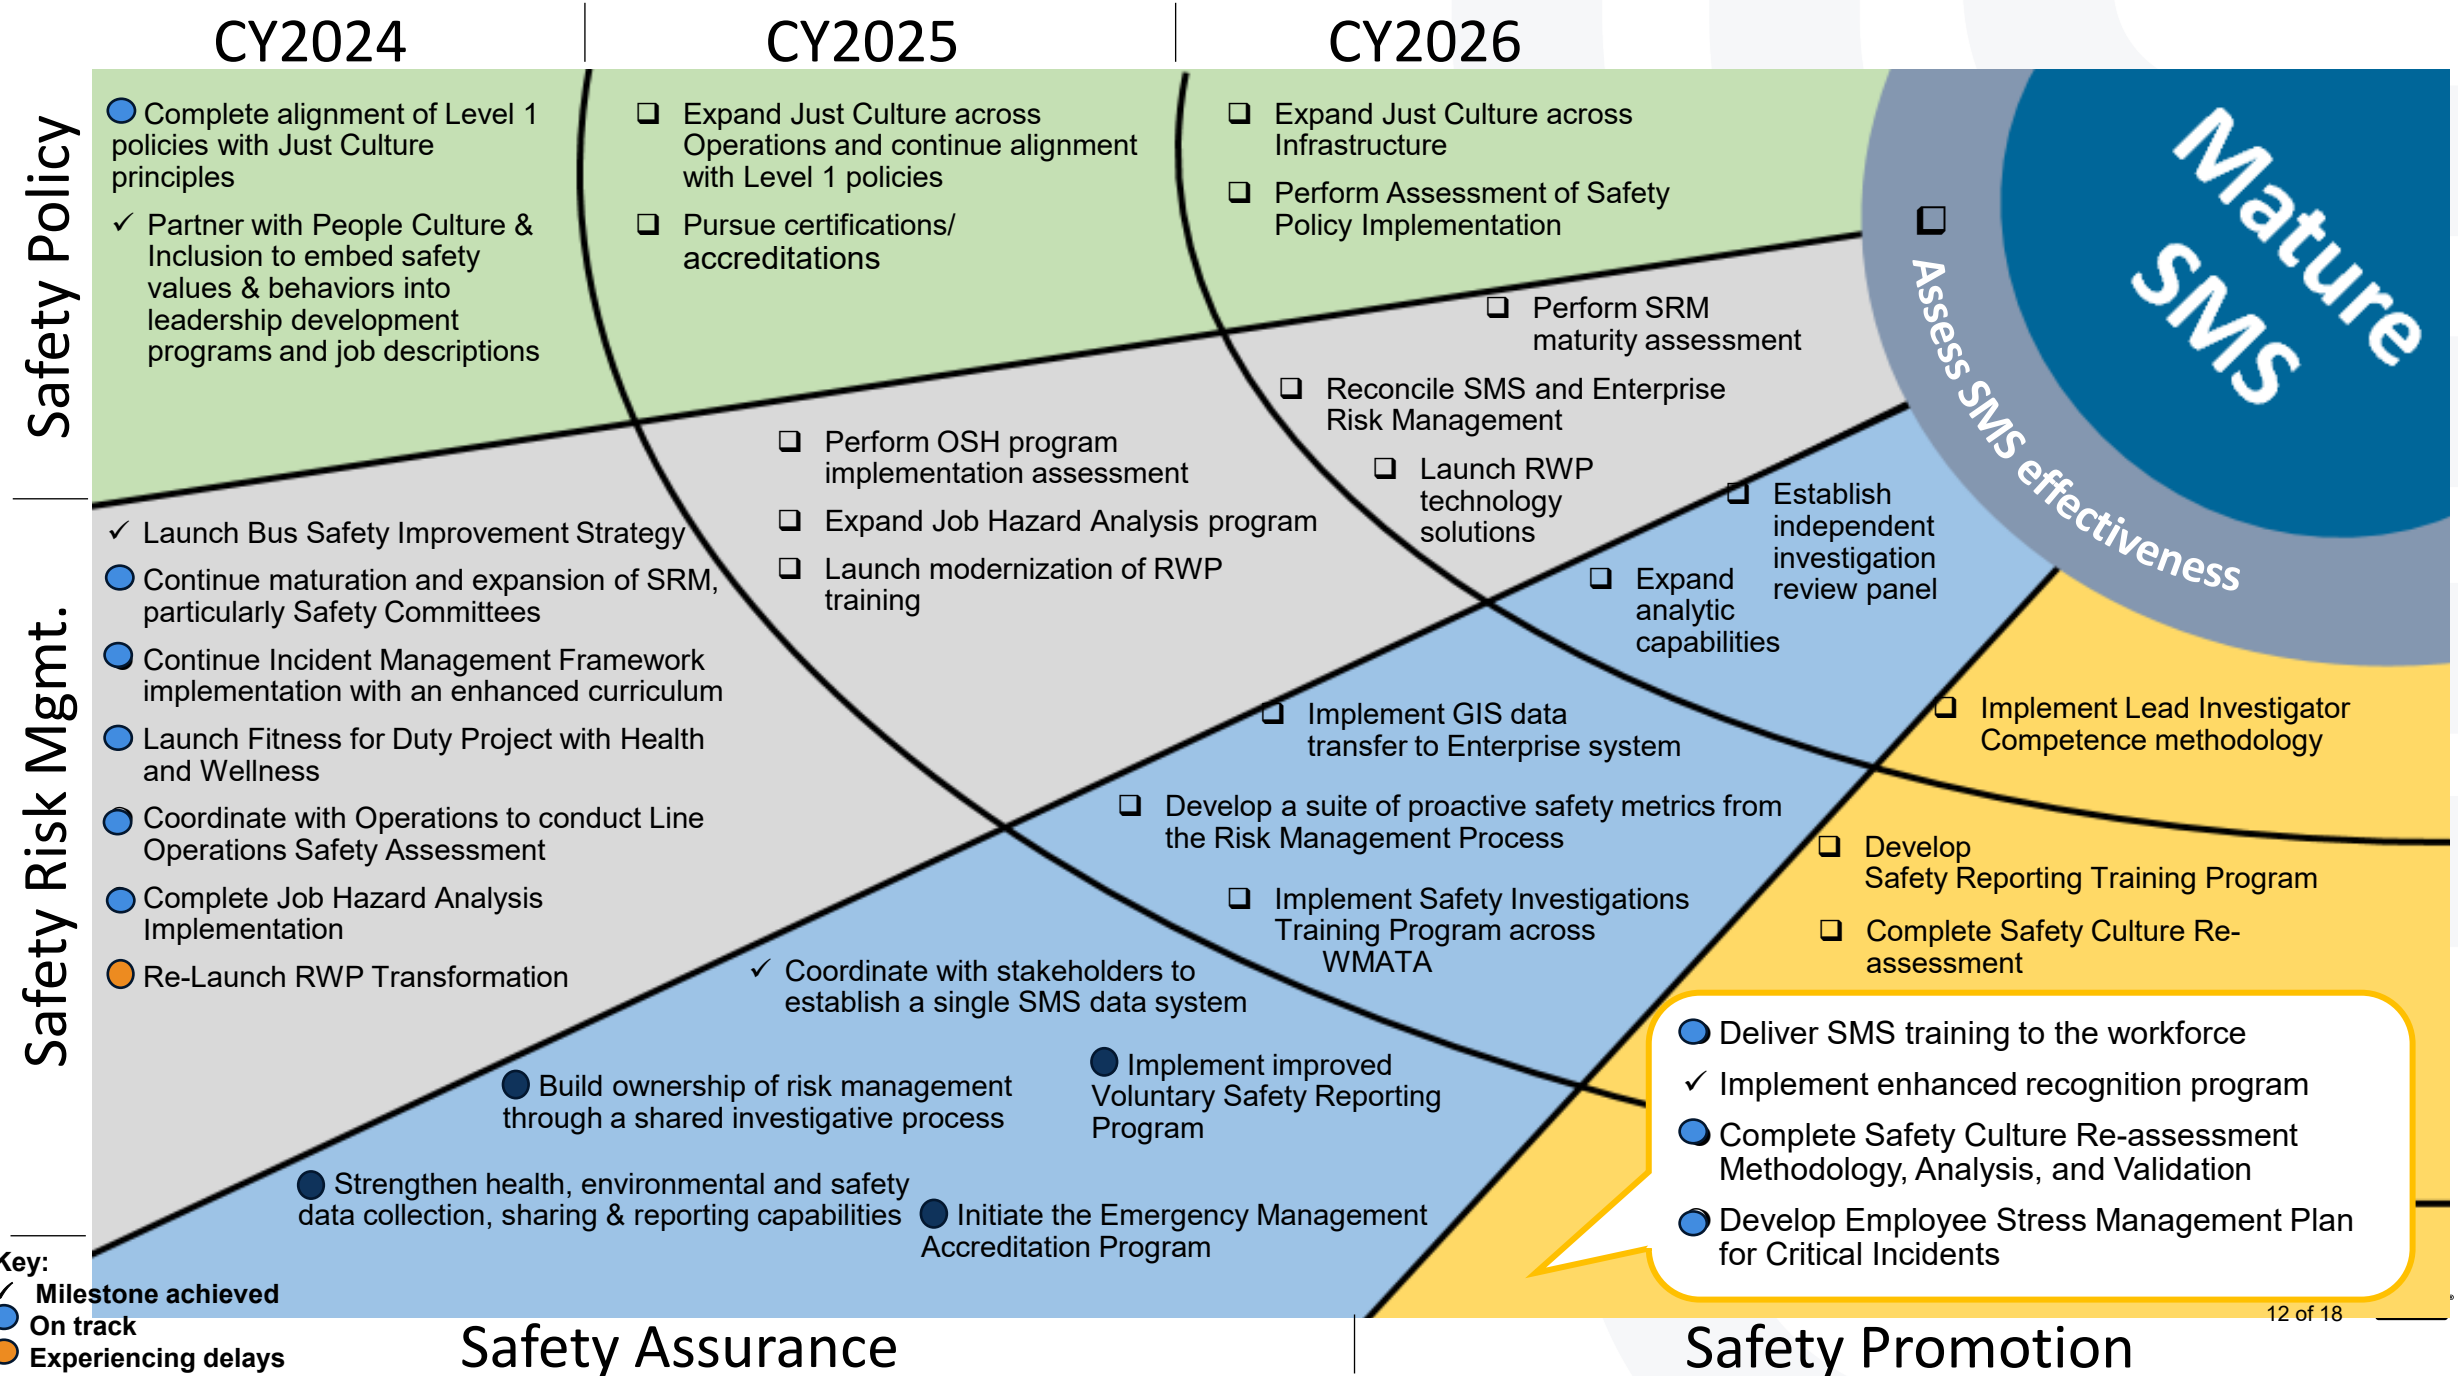 CY2024
CY2025
CY2026
Safety Policy
Complete alignment of Level 1
policies with Just Culture
principles
✓ Partner with People Culture &
Inclusion to embed safety
values & behaviors into
leadership development
programs and job descriptions
❑ Expand Just Culture across
Operations and continue alignment
with Level 1 policies
❑ Pursue certifications/
accreditations
❑ Expand Just Culture across
Infrastructure
❑ Perform Assessment of Safety
Policy Implementation
Mature
SMS
❑ Assess SMS effectiveness
Safety Risk Mgmt.
✓ Launch Bus Safety Improvement Strategy
Continue maturation and expansion of SRM,
particularly Safety Committees
Continue Incident Management Framework
implementation with an enhanced curriculum
Launch Fitness for Duty Project with Health
and Wellness
Coordinate with Operations to conduct Line
Operations Safety Assessment
Complete Job Hazard Analysis
Implementation
Re-Launch RWP Transformation
❑ Perform OSH program
implementation assessment
❑ Expand Job Hazard Analysis program
❑ Launch modernization of RWP
training
❑ Perform SRM
maturity assessment
❑ Reconcile SMS and Enterprise
Risk Management
❑ Launch RWP
technology
solutions
❑ Establish
independent
investigation
review panel
❑ Expand
analytic
capabilities
❑ Implement GIS data
transfer to Enterprise system
❑ Develop a suite of proactive safety metrics from
the Risk Management Process
❑ Implement Safety Investigations
Training Program across
WMATA
✓ Coordinate with stakeholders to
establish a single SMS data system
Build ownership of risk management
through a shared investigative process
Implement improved
Voluntary Safety Reporting
Program
Strengthen health, environmental and safety
data collection, sharing & reporting capabilities
Initiate the Emergency Management
Accreditation Program
❑ Implement Lead Investigator
Competence methodology
❑ Develop
Safety Reporting Training Program
❑ Complete Safety Culture Re-
assessment
Deliver SMS training to the workforce
✓ Implement enhanced recognition program
Complete Safety Culture Re-assessment
Methodology, Analysis, and Validation
Develop Employee Stress Management Plan
for Critical Incidents
Key:
✓ Milestone achieved
On track
Experiencing delays
Safety Assurance
Safety Promotion
12 of 18